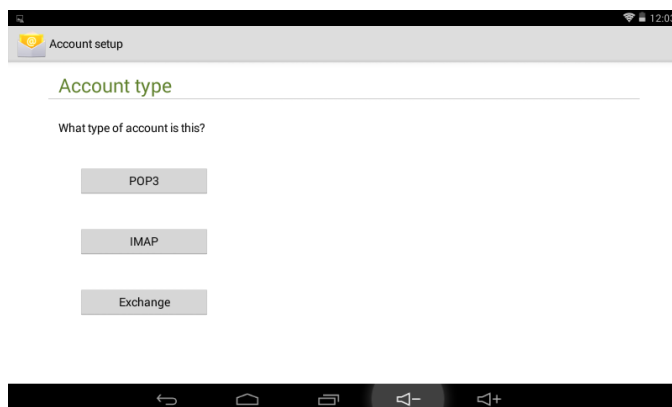 12:03
Account setup
Account type
What type of account is this?
POP3
IMAP
Exchange